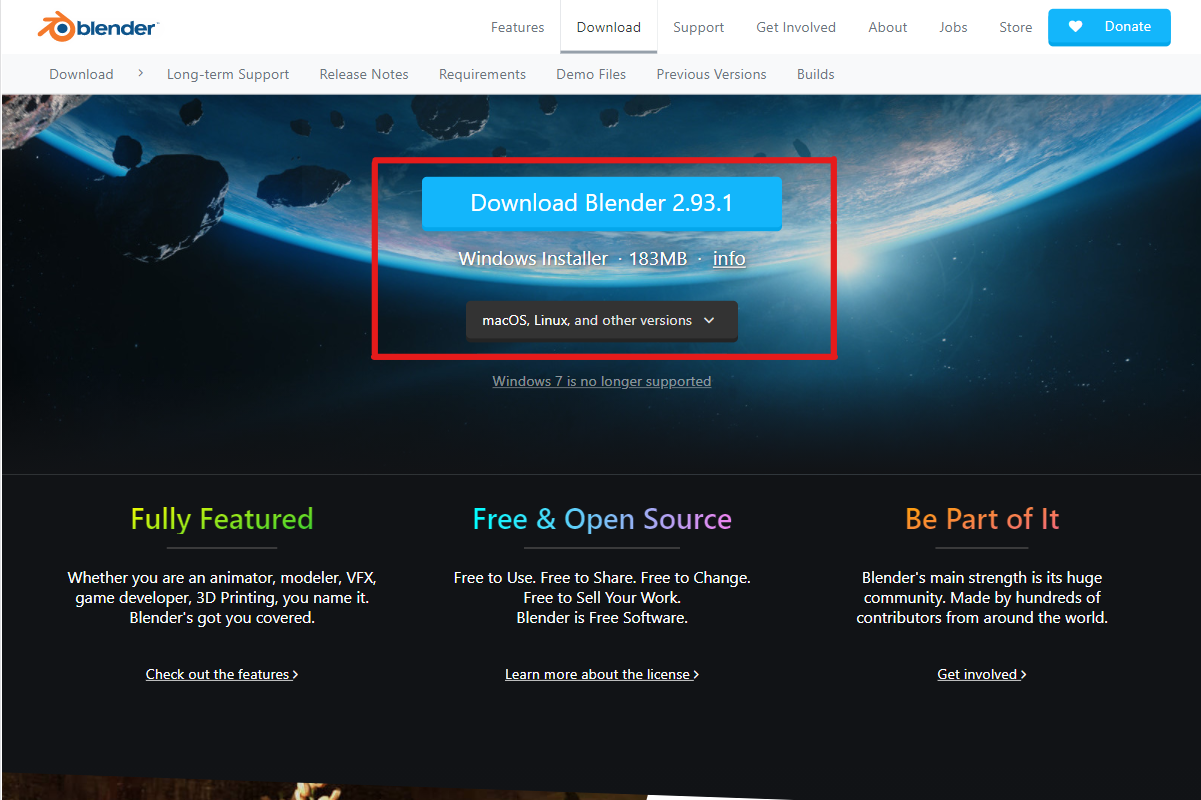 blender
Features
Download
Support
Get Involved
About
Jobs
Store
Donate
Download
Long-term Support
Release Notes
Requirements
Demo Files
Previous Versions
Builds
Download Blender 2.93.1
Windows Installer · 183MB · info
macOS, Linux, and other versions
Windows 7 is no longer supported
Fully Featured
Whether you are an animator, modeler, VFX,
game developer, 3D Printing, you name it.
Blender's got you covered.
Check out the features
Free & Open Source
Free to Use. Free to Share. Free to Change.
Free to Sell Your Work.
Blender is Free Software.
Learn more about the license
Be Part of It
Blender's main strength is its huge
community. Made by hundreds of
contributors from around the world.
Get involved